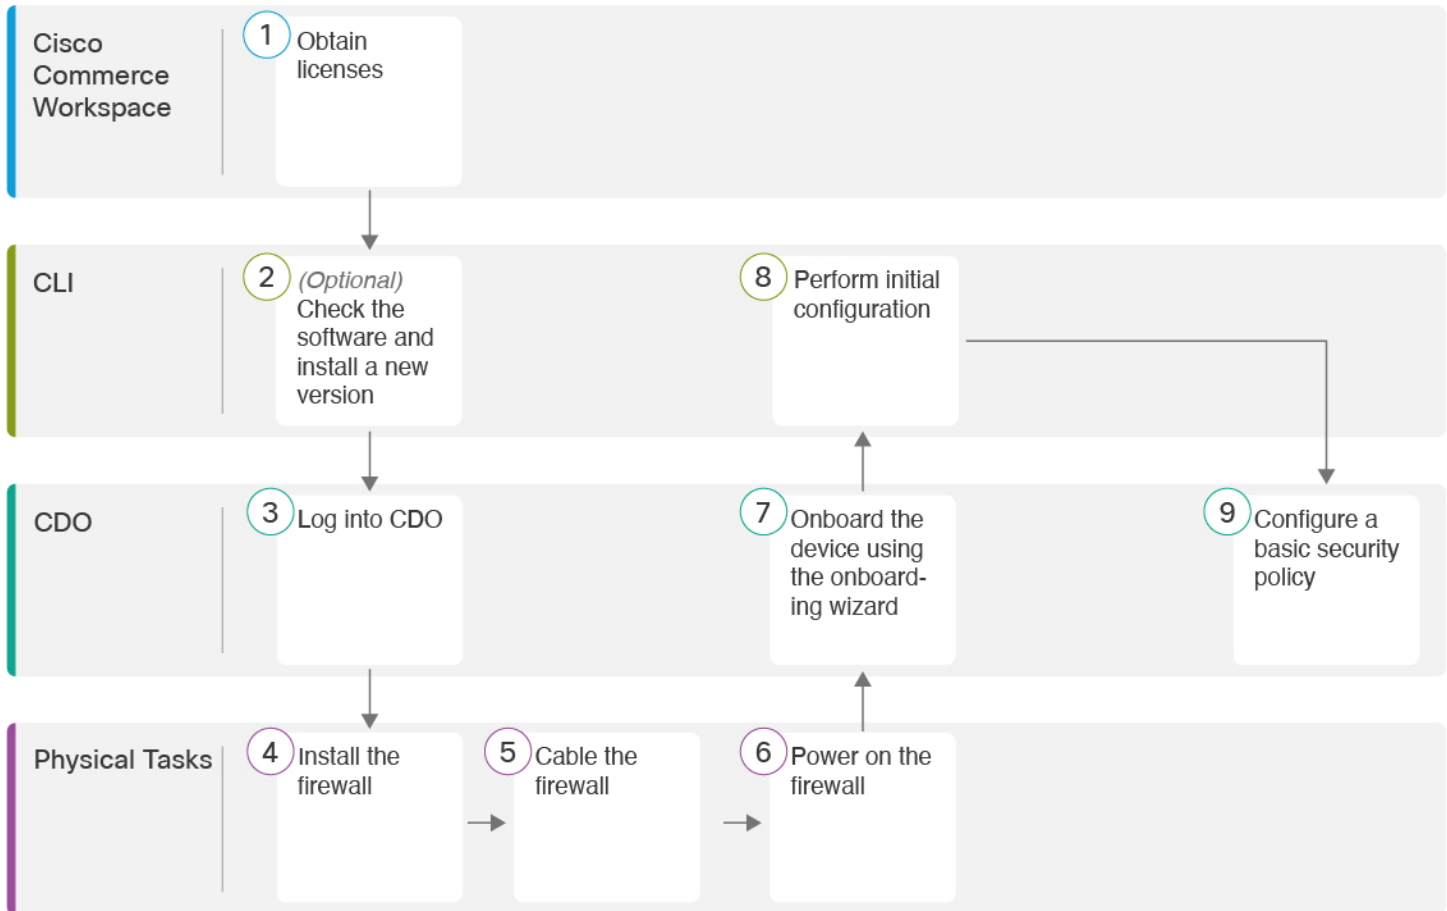 Cisco
Commerce
Workspace
1
Obtain
licenses
CLI
2
(Optional)
Check the
software and
install a new
version
8
Perform initial
configuration
CDO
3
Log into CDO
7
Onboard the
device using
the onboard-
ing wizard
9
Configure a
basic security
policy
Physical Tasks
4
Install the
firewall
5
Cable the
firewall
6
Power on the
firewall